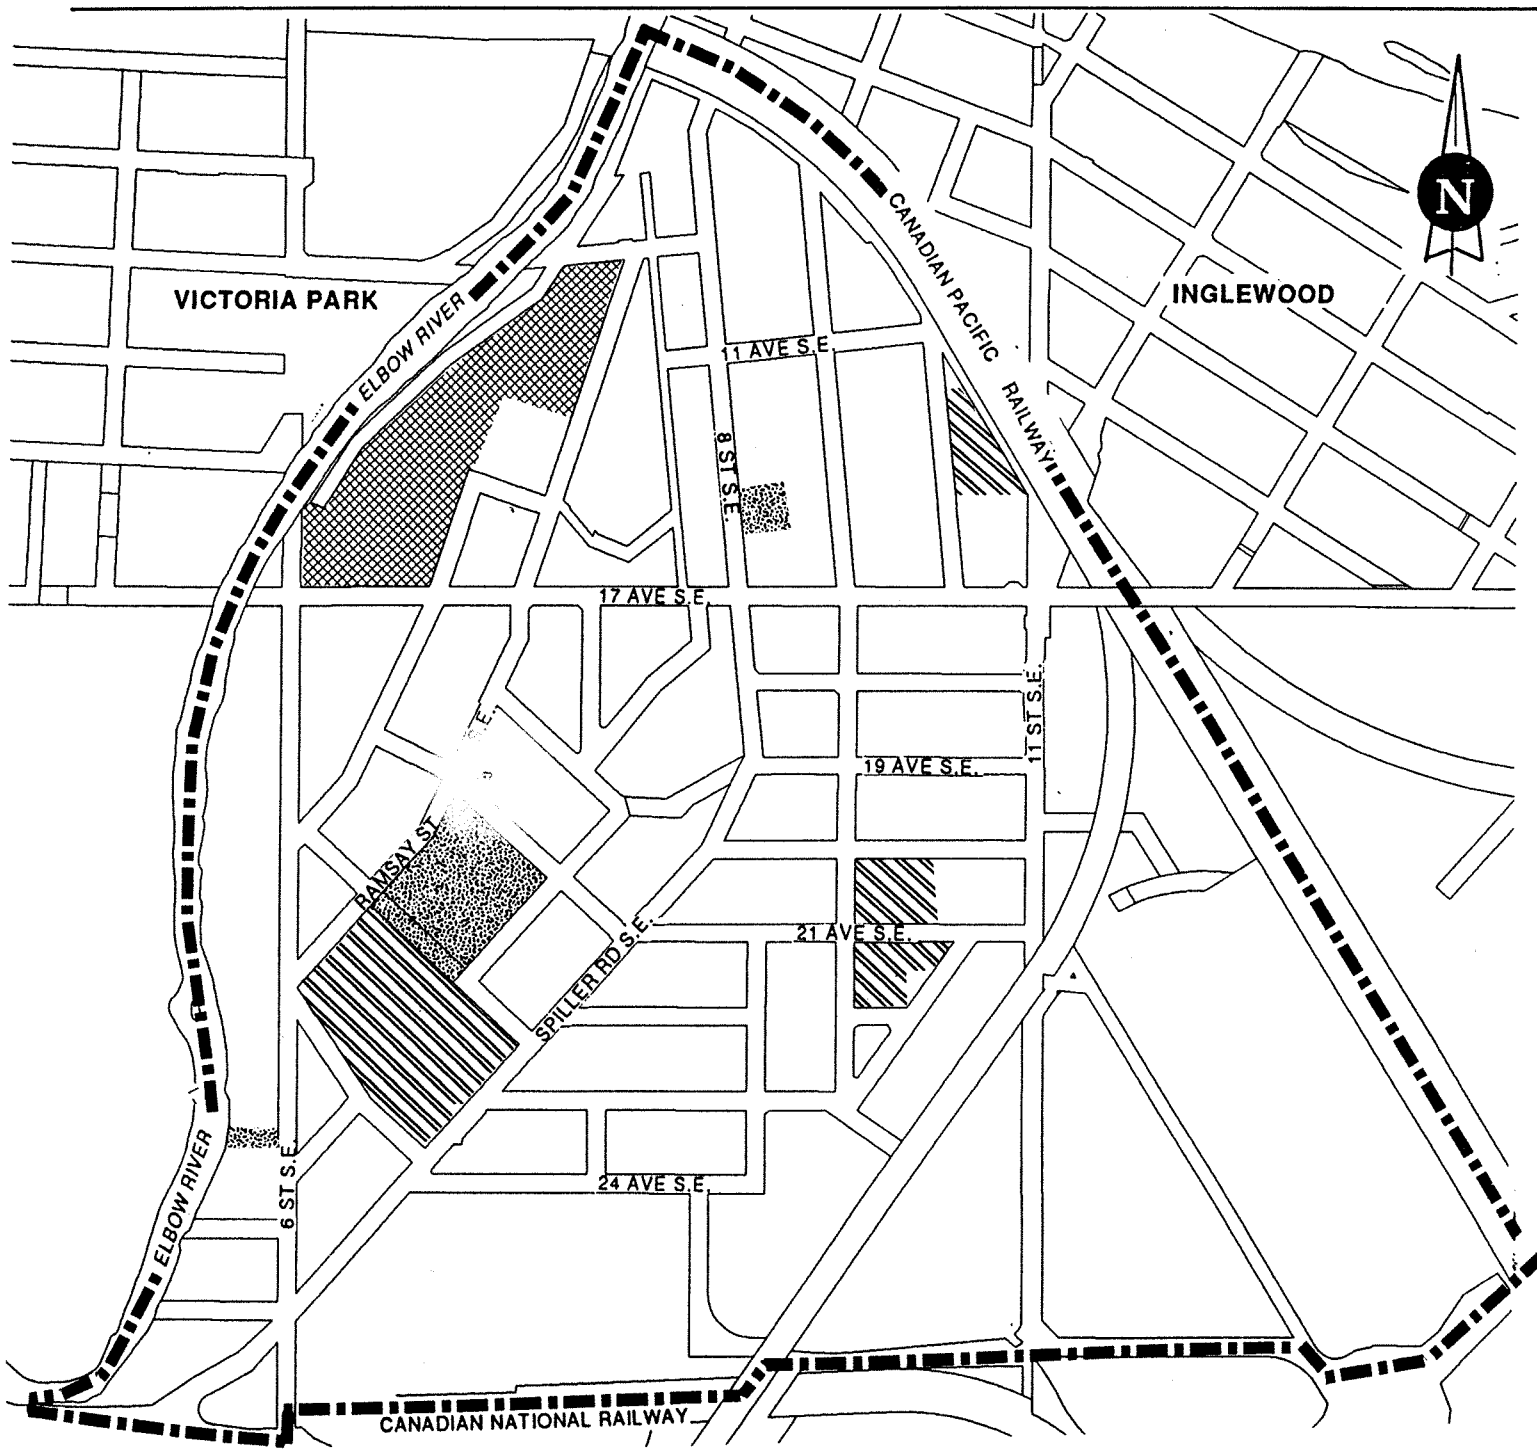 N
CANADIAN PACIFIC RAILWAY
VICTORIA PARK
INGLEWOOD
ELBOW RIVER
11 AVE S.E.
8 ST S.E.
17 AVE S.E.
11 ST S.E.
E.
19 AVE S.E.
RAMSAY ST
21 AVE S.E.
SPILLER RD S.E.
ELBOW RIVER
6 ST S.E.
24 AVE S.E.
CANADIAN NATIONAL RAILWAY